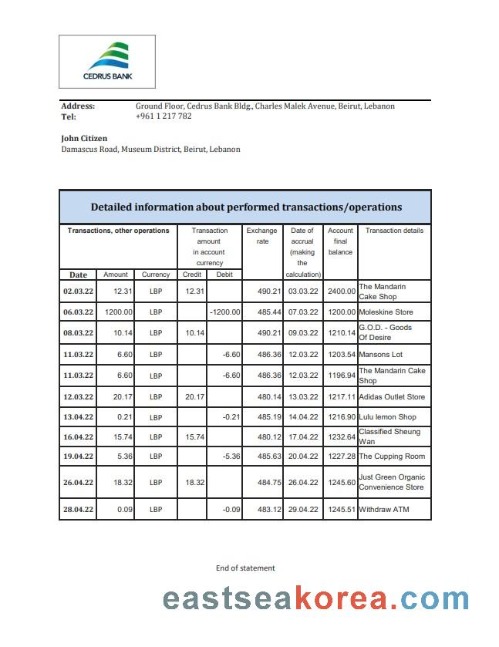 CEDRUS BANK
Address: Ground Floor, Cedrus Bank Bldg., Charles Malek Avenue, Beirut, Lebanon
Tel: +961 1 217 782
John Citizen
Damascus Road, Museum District, Beirut, Lebanon
Detailed information about performed transactions/operations
Transactions, other operations Transaction amount in account currency Exchange rate Date of accrual (making the calculation) Account final balance Transaction details
Date Amount Currency Credit Debit
02.03.22 12.31 LBP 12.31 490.21 03.03.22 2400.00 The Mandarin Cake Shop
06.03.22 1200.00 LBP -1200.00 485.44 07.03.22 1200.00 Moleskine Store
08.03.22 10.14 LBP 10.14 490.21 09.03.22 1210.14 G.O.D. - Goods Of Desire
11.03.22 6.60 LBP -6.60 486.36 12.03.22 1203.54 Mansons Lot
11.03.22 6.60 LBP -6.60 486.36 12.03.22 1196.94 The Mandarin Cake Shop
12.03.22 20.17 LBP 20.17 480.14 13.03.22 1217.11 Adidas Outlet Store
13.04.22 0.21 LBP -0.21 485.19 14.04.22 1216.90 Lulu lemon Shop
16.04.22 15.74 LBP 15.74 480.12 17.04.22 1232.64 Classified Sheung Wan
19.04.22 5.36 LBP -5.36 485.63 20.04.22 1227.28 The Cupping Room
26.04.22 18.32 LBP 18.32 484.75 26.04.22 1245.60 Just Green Organic Convenience Store
28.04.22 0.09 LBP -0.09 483.12 29.04.22 1245.51 Withdraw ATM
End of statement
eastseakorea.com